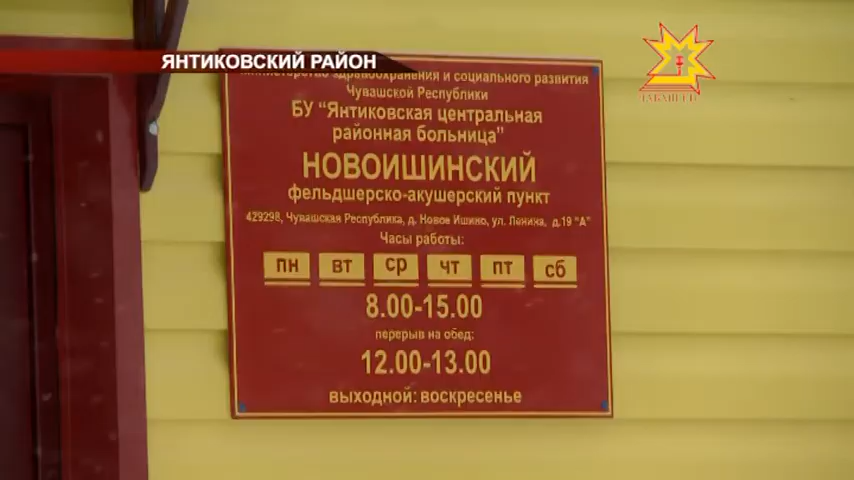 ЯНТИКОВСКИЙ РАЙОН
Министерство здравоохранения и социального развития
Чувашской Республики
БУ "Янтиковская центральная
районная больница"
НОВОИШИНСКИЙ
фельдшерско-акушерский пункт
429298, Чувашская Республика, д. Новое Ишино, ул. Ленина, д.19 "А"
Часы работы:
пн вт ср чт пт сб
8.00-15.00
перерыв на обед:
12.00-13.00
выходной: воскресенье